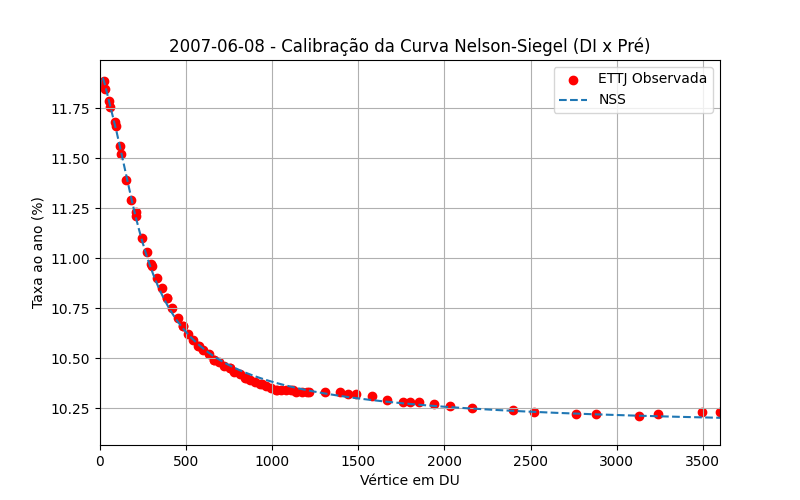 2007-06-08 - Calibração da Curva Nelson-Siegel (DI x Pré)
ETTJ Observada
NSS
11.75
11.50
11.25
11.00
10.75
10.50
10.25
Taxa ao ano (%)
0 500 1000 1500 2000 2500 3000 3500
Vértice em DU